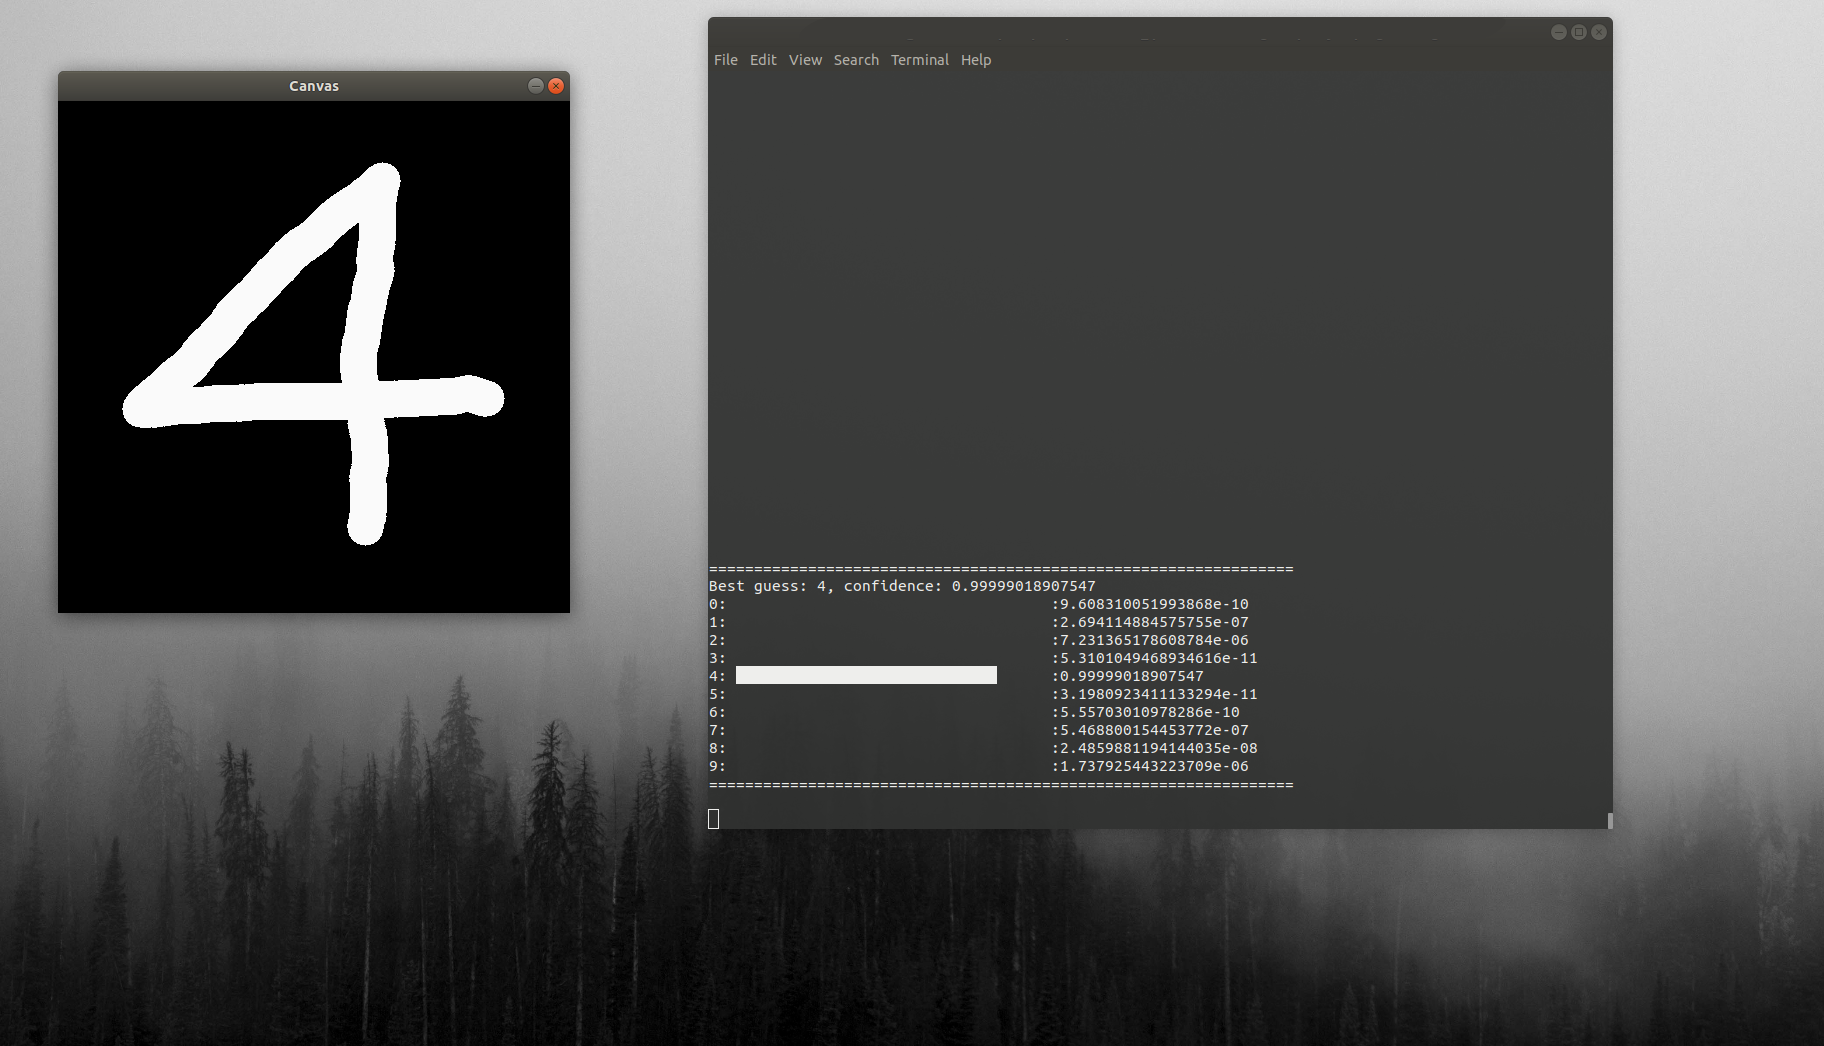 Canvas
4
File Edit View Search Terminal Help
=================================================================
Best guess: 4, confidence: 0.99999018907547
0: :9.608310051993868e-10
1: :2.694114884575755e-07
2: :7.231365178608784e-06
3: :5.3101049468934616e-11
4: :0.99999018907547
5: :3.1980923411133294e-11
6: :5.55703010978286e-10
7: :5.468800154453772e-07
8: :2.4859881194144035e-08
9: :1.737925443223709e-06
=================================================================